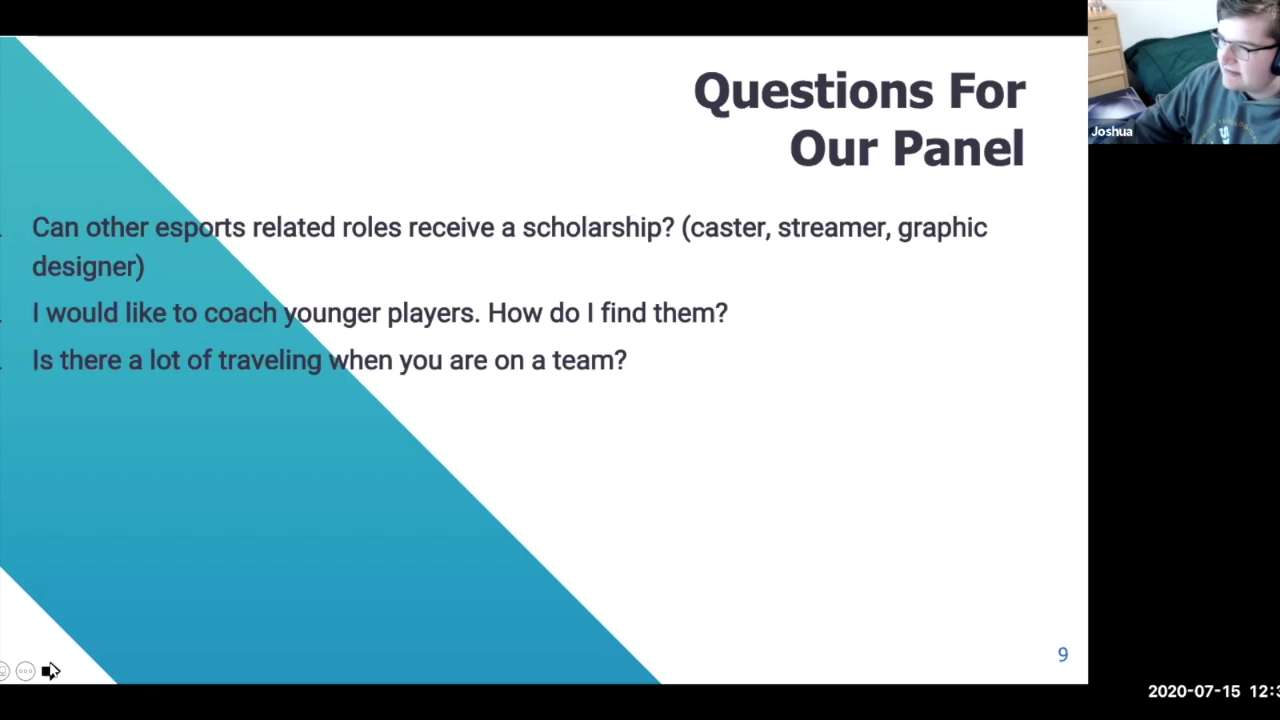 Questions For
Our Panel
Can other esports related roles receive a scholarship? (caster, streamer, graphic
designer)
I would like to coach younger players. How do I find them?
Is there a lot of traveling when you are on a team?
9
Joshua
2020-07-15